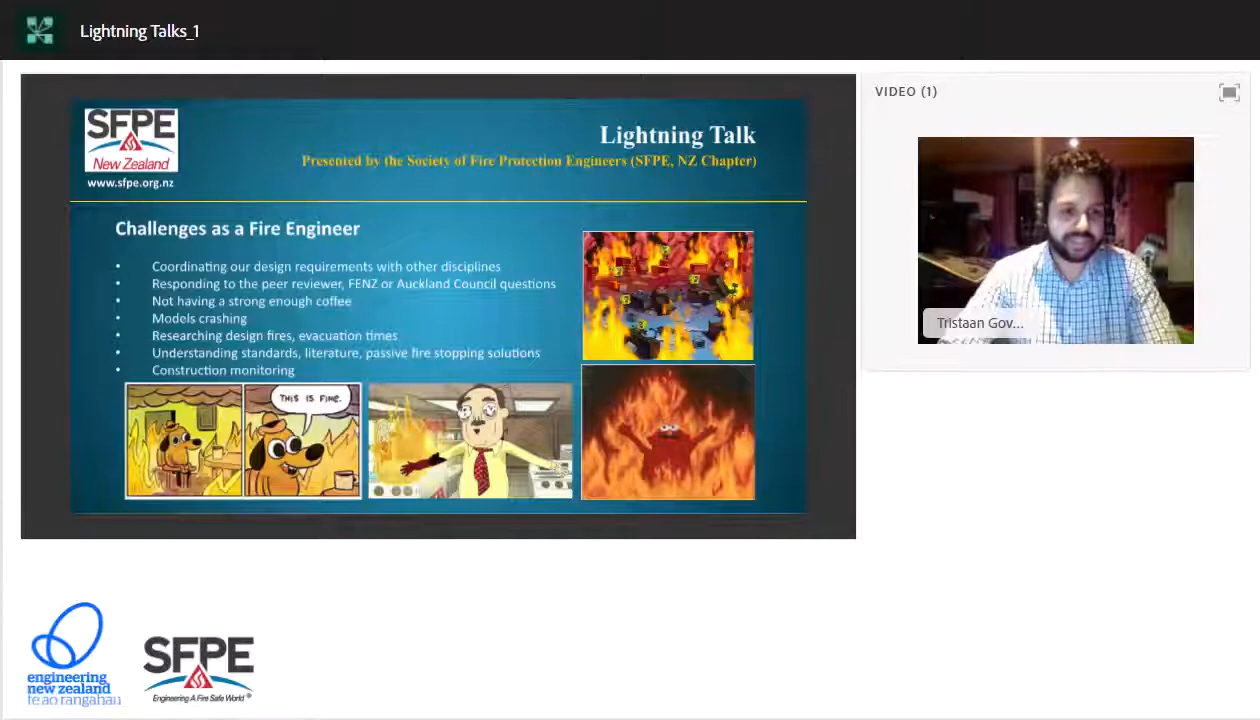 Lightning Talks_1
SFPE
New Zealand
www.sfpe.org.nz
Lightning Talk
Presented by the Society of Fire Protection Engineers (SFPE, NZ Chapter)
Challenges as a Fire Engineer
• Coordinating our design requirements with other disciplines
• Responding to the peer reviewer, FENZ or Auckland Council questions
• Not having a strong enough coffee
• Models crashing
• Researching design fires, evacuation times
• Understanding standards, literature, passive fire stopping solutions
• Construction monitoring
THIS IS FINE.
VIDEO (1)
Tristaan Gov...
engineering
new zealand
te ao rangahau
SFPE
Engineering A Fire Safe World ®